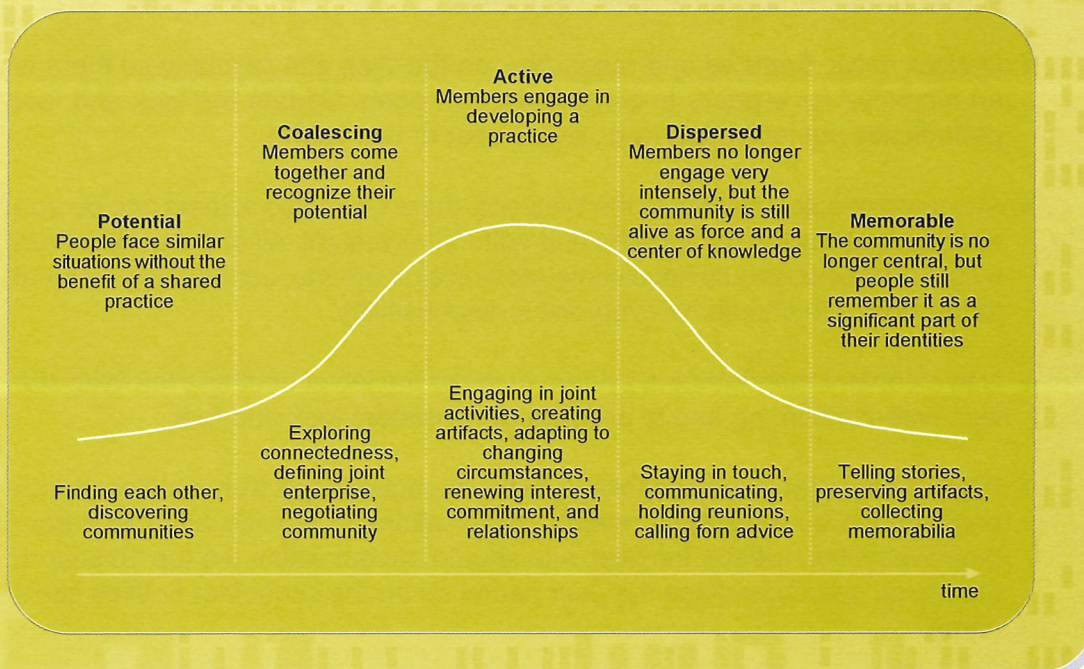 Potential
People face similar
situations without the
benefit of a shared
practice
Coalescing
Members come
together and
recognize their
potential
Active
Members engage in
developing a
practice
Dispersed
Members no longer
engage very
intensely, but the
community is still
alive as force and a
center of knowledge
Memorable
The community is no
longer central, but
people still
remember it as a
significant part of
their identities
Finding each other,
discovering
communities
Exploring
connectedness,
defining joint
enterprise,
negotiating
community
Engaging in joint
activities, creating
artifacts, adapting to
changing
circumstances,
renewing interest,
commitment, and
relationships
Staying in touch,
communicating,
holding reunions,
calling forn advice
Telling stories,
preserving artifacts,
collecting
memorabilia
time